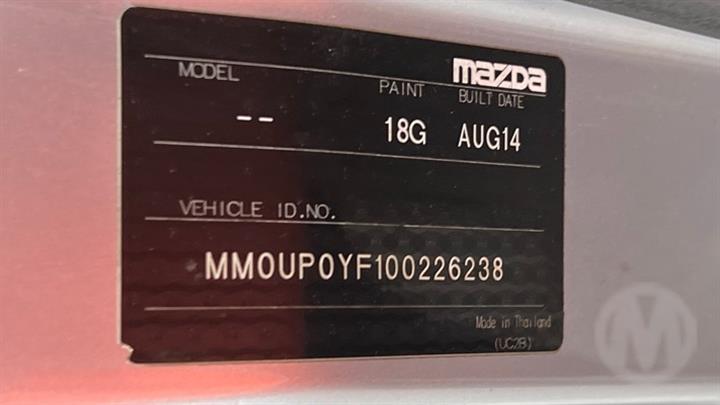 mazda
MODEL PAINT BUILT DATE
-- 18G AUG14
VEHICLE ID.NO.
MM0UP0YF100226238
Made in Thailand
(UC2B)
M